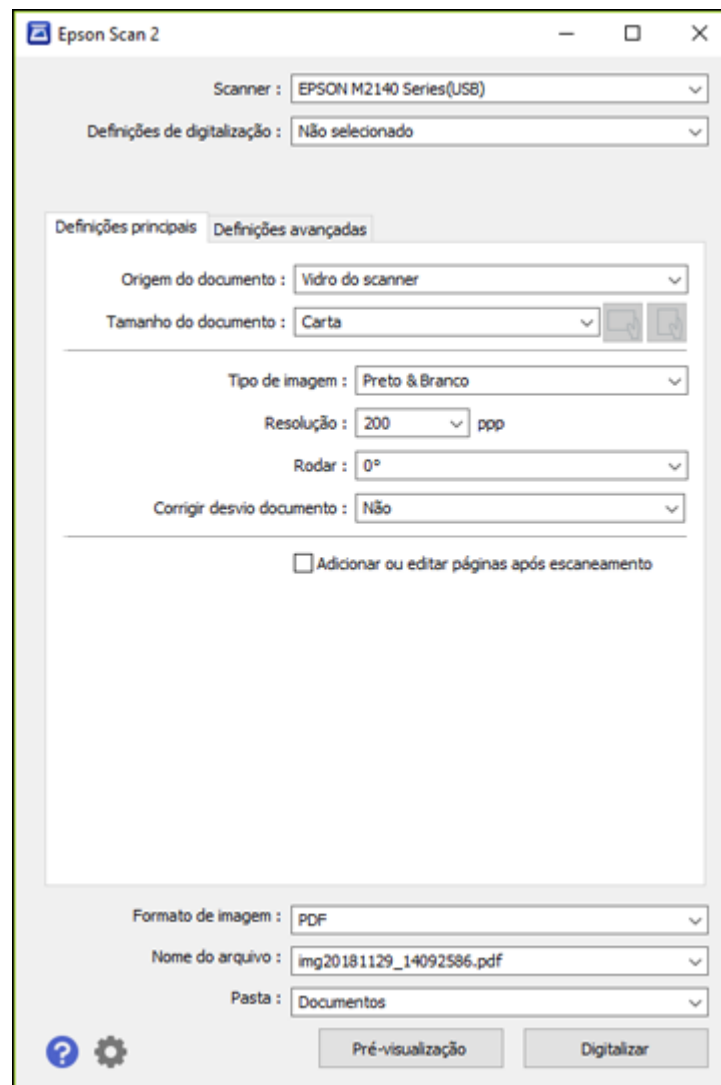 Epson Scan 2
Scanner : EPSON M2140 Series(USB)
Definições de digitalização : Não selecionado
Definições principais Definições avançadas
Origem do documento : Vidro do scanner
Tamanho do documento : Carta
Tipo de imagem : Preto & Branco
Resolução : 200 ppp
Rodar : 0°
Corrigir desvio documento : Não
Adicionar ou editar páginas após escaneamento
Formato de imagem : PDF
Nome do arquivo : img20181129_14092586.pdf
Pasta : Documentos
? Pré-visualização Digitalizar